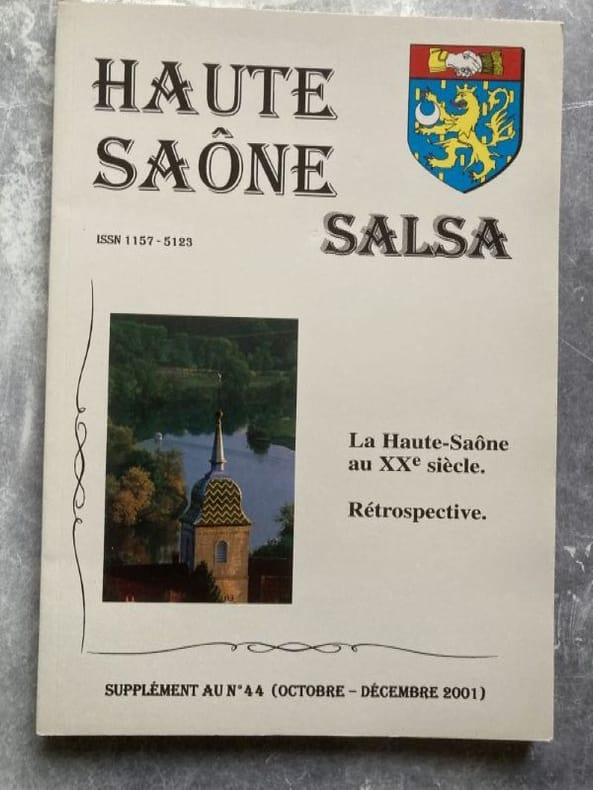 HAUTE
SAÔNE
SALSA
ISSN 1157 - 5123
La Haute-Saône
au XXe siècle.
Rétrospective.
SUPPLÉMENT AU N°44 (OCTOBRE – DÉCEMBRE 2001)